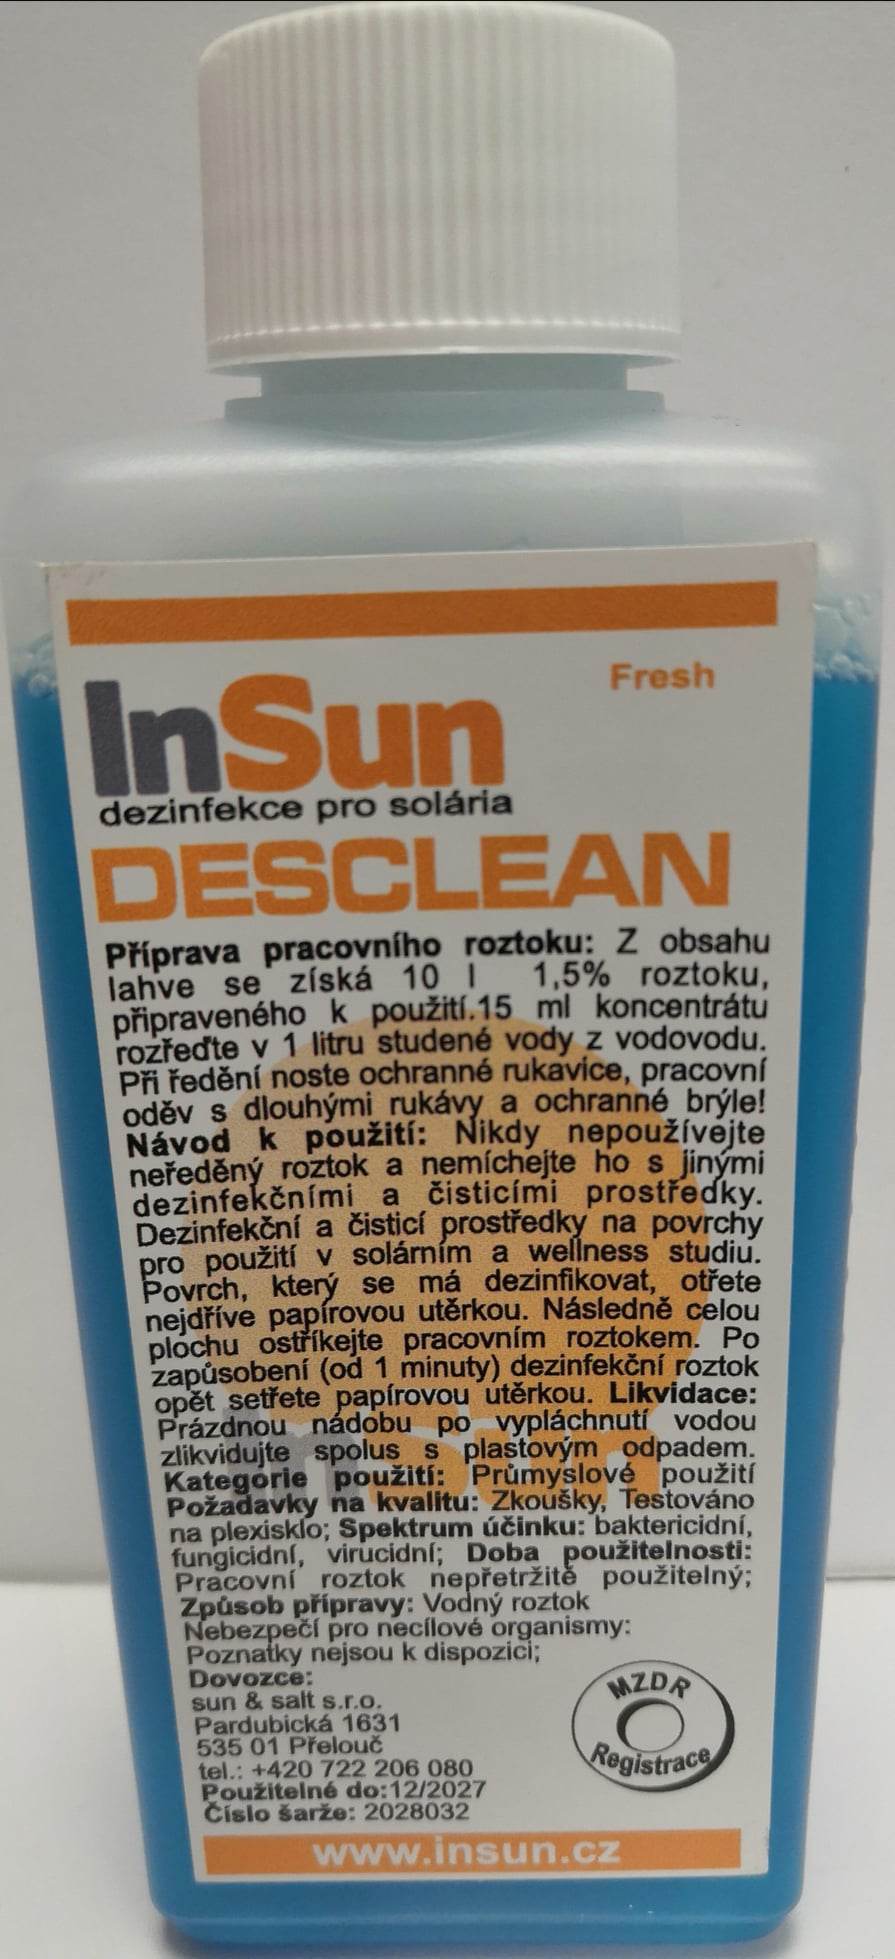 Fresh
InSun
dezinfekce pro solária
DESCLEAN
Příprava pracovního roztoku: Z obsahu
lahve se získá 10 l 1,5% roztoku,
připraveného k použití.15 ml koncentrátu
rozřeďte v 1 litru studené vody z vodovodu.
Při ředění noste ochranné rukavice, pracovní
oděv s dlouhými rukávy a ochranné brýle!
Návod k použití: Nikdy nepoužívejte
neředěný roztok a nemíchejte ho s jinými
dezinfekčními a čisticími prostředky.
Dezinfekční a čisticí prostředky na povrchy
pro použití v solárním a wellness studiu.
Povrch, který se má dezinfikovat, otřete
nejdříve papírovou utěrkou. Následně celou
plochu ostříkejte pracovním roztokem. Po
zapůsobení (od 1 minuty) dezinfekční roztok
opět setřete papírovou utěrkou. Likvidace:
Prázdnou nádobu po vypláchnutí vodou
zlikvidujte spolus s plastovým odpadem.
Kategorie použití: Průmyslové použití
Požadavky na kvalitu: Zkoušky, Testováno
na plexisklo; Spektrum účinku: baktericidní,
fungicidní, virucidní; Doba použitelnosti:
Pracovní roztok nepřetržitě použitelný;
Způsob přípravy: Vodný roztok
Nebezpečí pro necílové organismy:
Poznatky nejsou k dispozici;
Dovozce:
sun & salt s.r.o.
Pardubická 1631
535 01 Přelouč
tel.: +420 722 206 080
Použitelné do:12/2027
Číslo šarže: 2028032
MZDR
Registrace
www.insun.cz